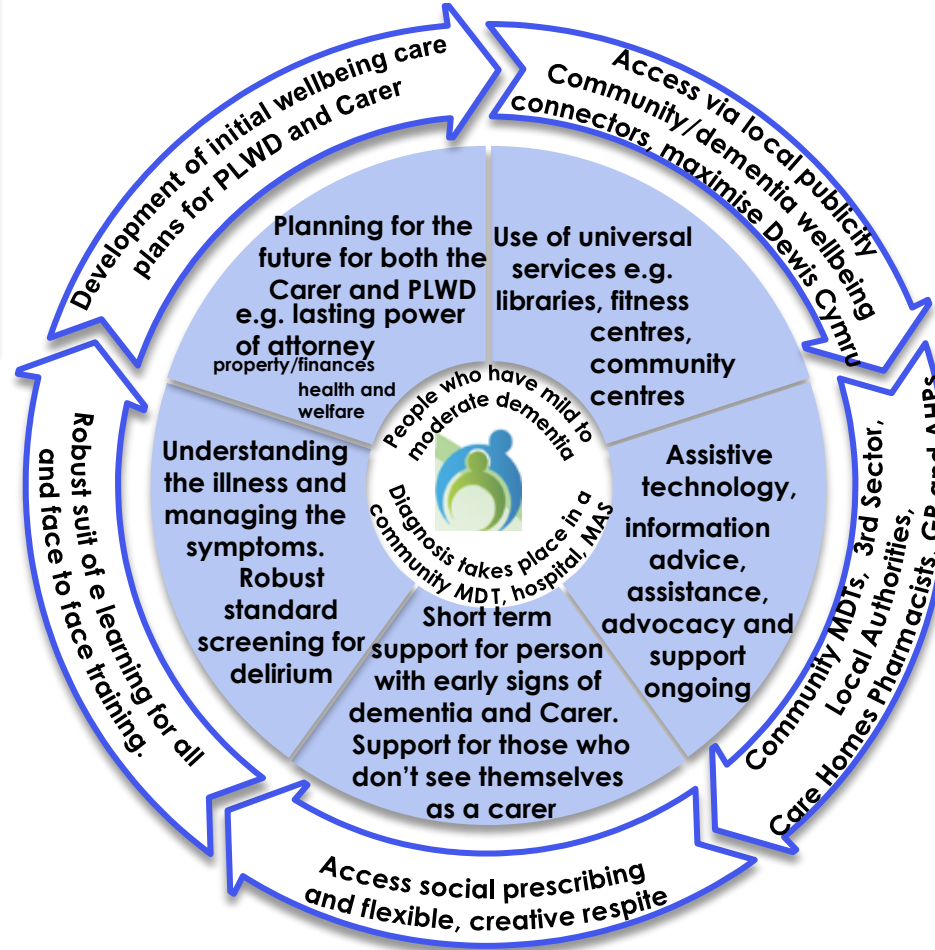 Development of initial wellbeing care
plans for PLWD and Carer
Access via local publicity
Community/dementia wellbeing
connectors, maximise Dewis Cymru
Community MDTs, 3rd Sector,
Local Authorities,
Care Homes Pharmacists, GP and AHPs
Access social prescribing
and flexible, creative respite
Robust suit of e learning for all
and face to face training.
Planning for the
future for both the
Carer and PLWD
e.g. lasting power
of attorney
property/finances
health and
welfare
Use of universal
services e.g.
libraries, fitness
centres,
community
centres
Assistive
technology,
information
advice,
assistance,
advocacy and
support
ongoing
Short term
support for person
with early signs of
dementia and Carer.
Support for those who
don't see themselves
as a carer
Understanding
the illness and
managing the
symptoms.
Robust
standard
screening for
delirium
People who have mild to
moderate dementia
Diagnosis takes place in a
community MDT, hospital, MAS